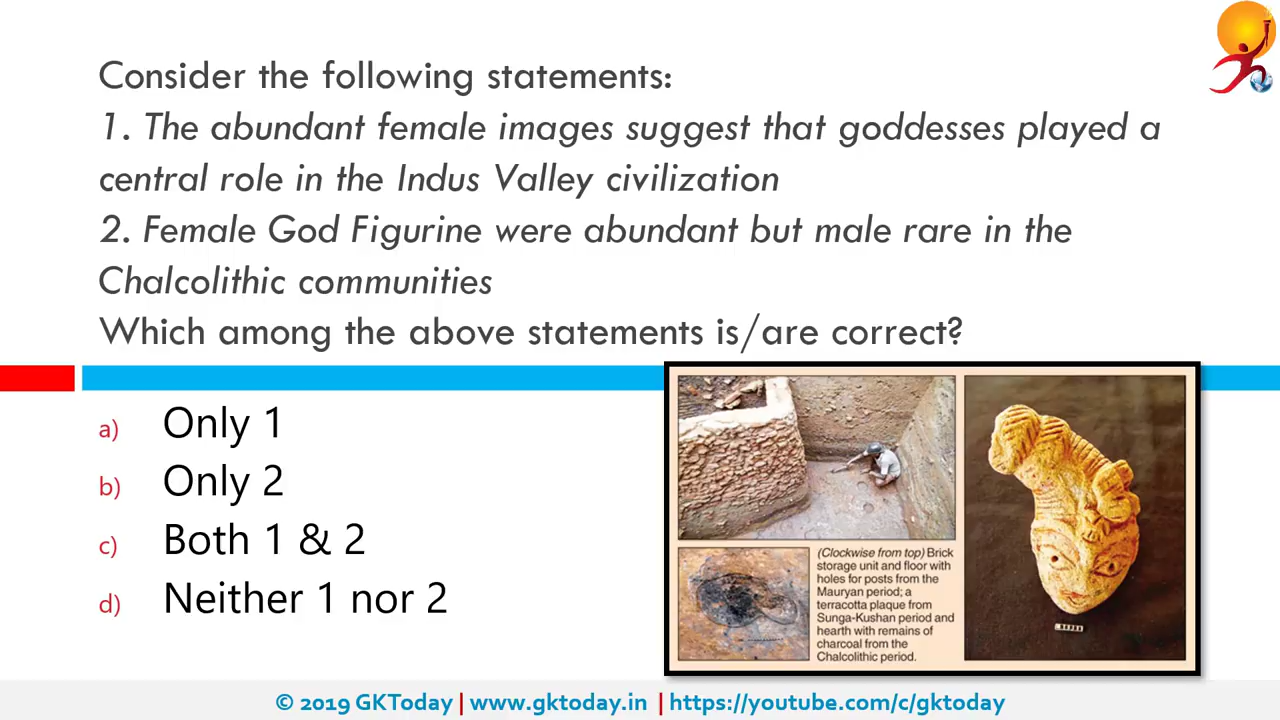 Consider the following statements:
1. The abundant female images suggest that goddesses played a
central role in the Indus Valley civilization
2. Female God Figurine were abundant but male rare in the
Chalcolithic communities
Which among the above statements is/are correct?
a) Only 1
b) Only 2
c) Both 1 & 2
d) Neither 1 nor 2
(Clockwise from top) Brick
storage unit and floor with
holes for posts from the
Mauryan period; a
terracotta plaque from
Sunga-Kushan period and
hearth with remains of
charcoal from the
Chalcolithic period.
© 2019 GKToday | www.gktoday.in | https://youtube.com/c/gktoday